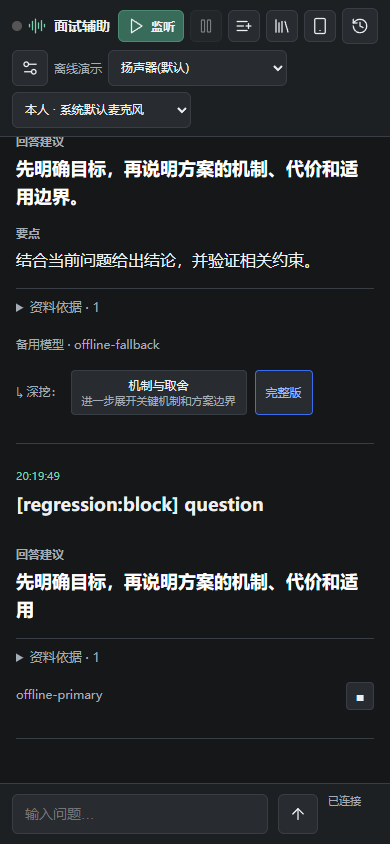 面试辅助
监听
离线演示
扬声器(默认)
本人 · 系统默认麦克风
回答建议
先明确目标，再说明方案的机制、代价和适
用边界。
要点
结合当前问题给出结论，并验证相关约束。
资料依据 · 1
备用模型 · offline-fallback
深挖：
机制与取舍
进一步展开关键机制和方案边界
完整版
20:19:49
[regression:block] question
回答建议
先明确目标，再说明方案的机制、代价和适
用
资料依据 · 1
offline-primary
输入问题...
已连接